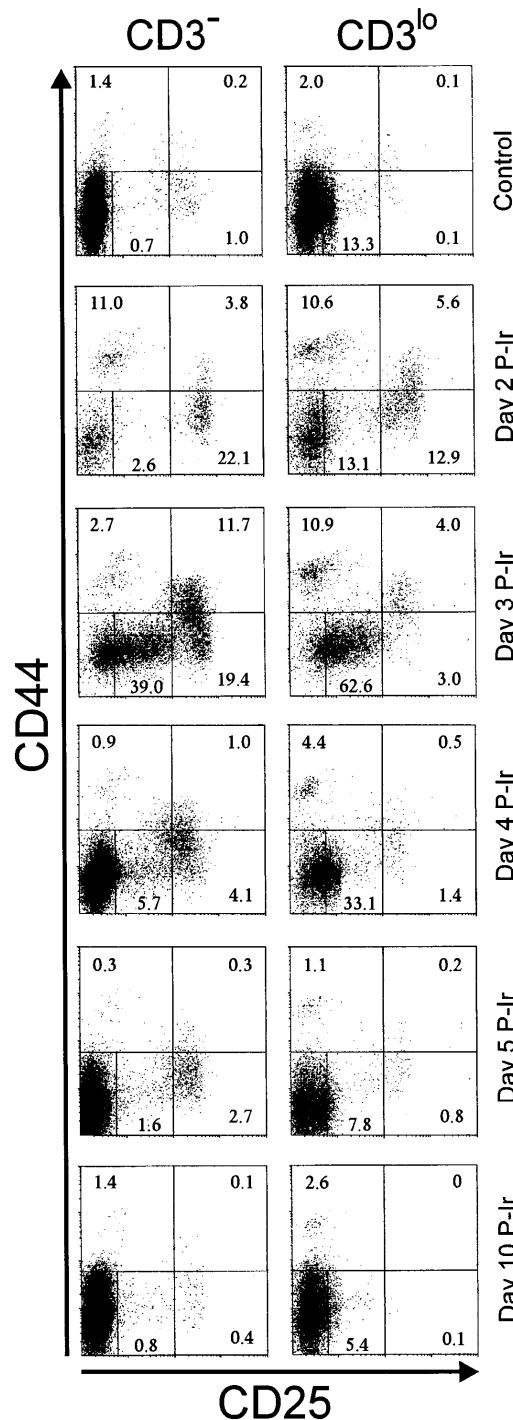 CD3⁻ CD3ˡᵒ
1.4 0.2 2.0 0.1
0.7 1.0 13.3 0.1
Control
11.0 3.8 10.6 5.6
2.6 22.1 13.1 12.9
Day 2 P-Ir
2.7 11.7 10.9 4.0
39.0 19.4 62.6 3.0
Day 3 P-Ir
0.9 1.0 4.4 0.5
5.7 4.1 33.1 1.4
Day 4 P-Ir
0.3 0.3 1.1 0.2
1.6 2.7 7.8 0.8
Day 5 P-Ir
1.4 0.1 2.6 0
0.8 0.4 5.4 0.1
Day 10 P-Ir
CD44
CD25